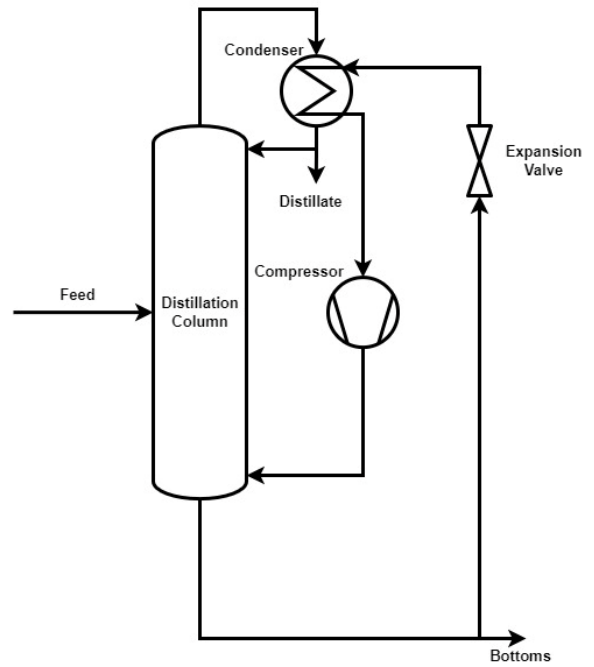 Condenser
Expansion
Valve
Distillate
Compressor
Feed
Distillation
Column
Bottoms